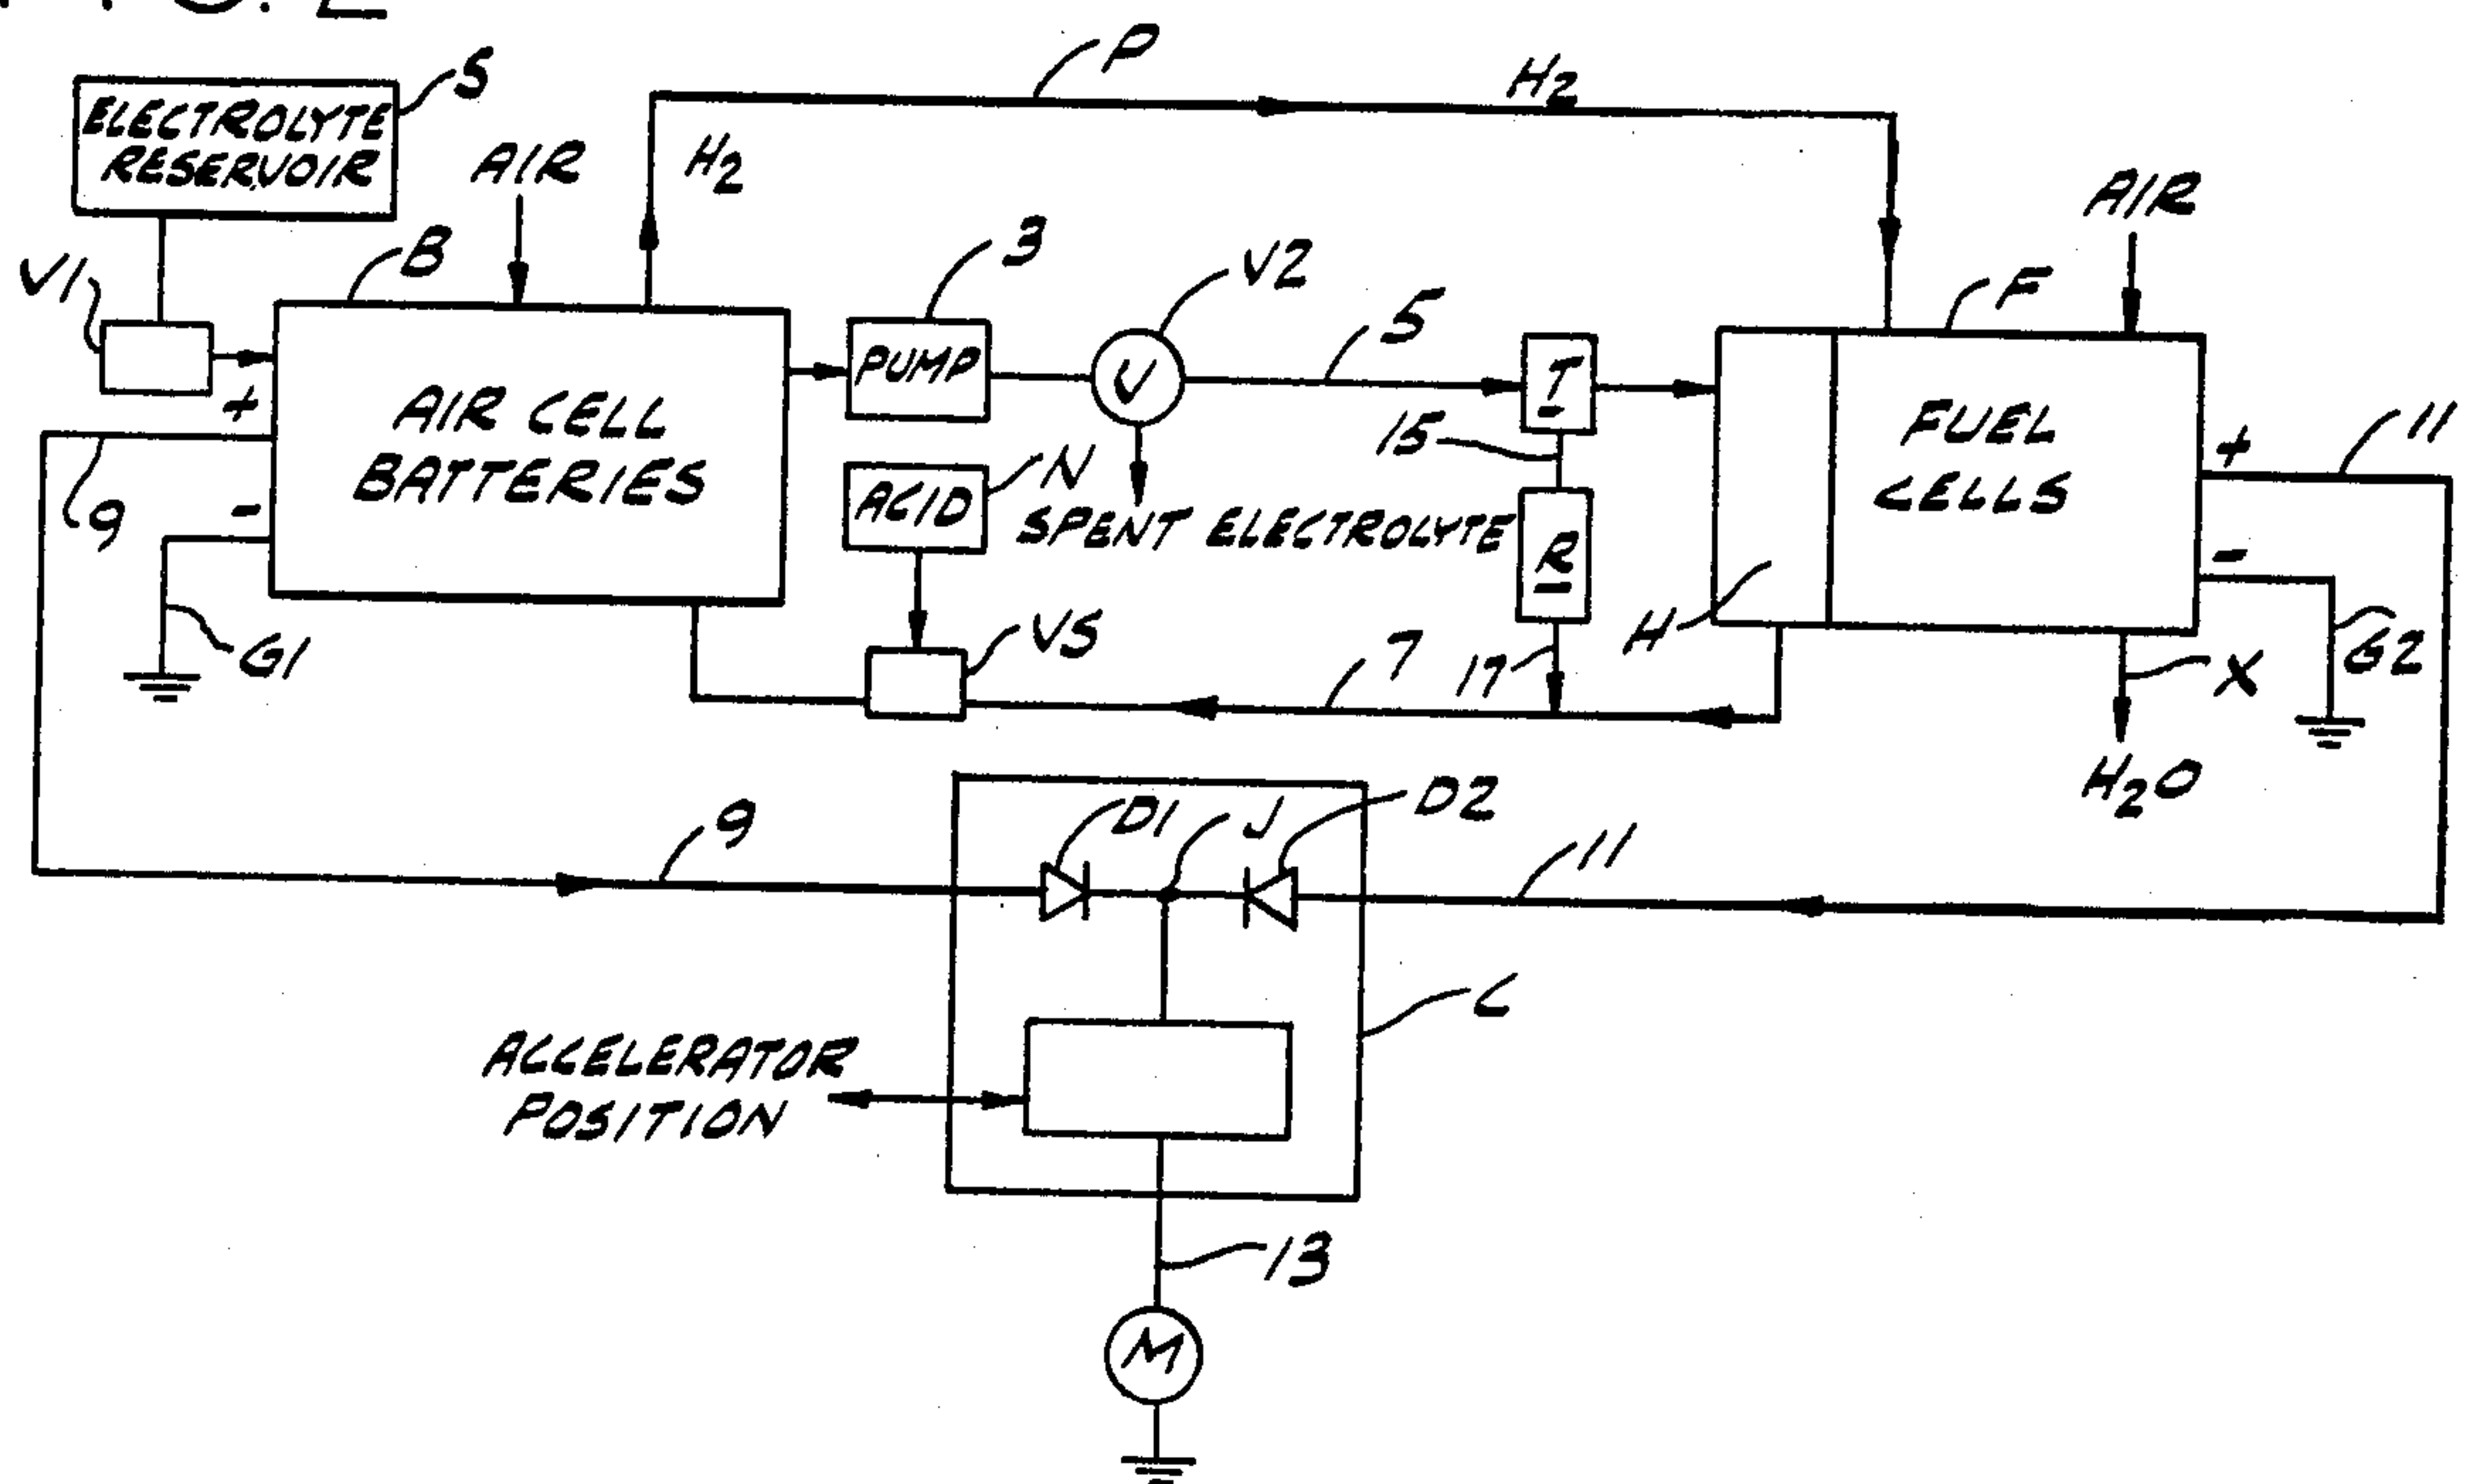 S
ELECTROLYTE
RESERVOIR
AIR
H2
P
H2
AIR
V1
B
3
V2
5
F
+
AIR CELL
BATTERIES
PUMP
V
T
15
FUEL
CELLS
+
11
9
-
ACID
N
SPENT ELECTROLYTE
R
-
G1
VS
7
17
H
X
G2
H2O
9
D1
J
D2
11
ACCELERATOR
POSITION
C
13
M